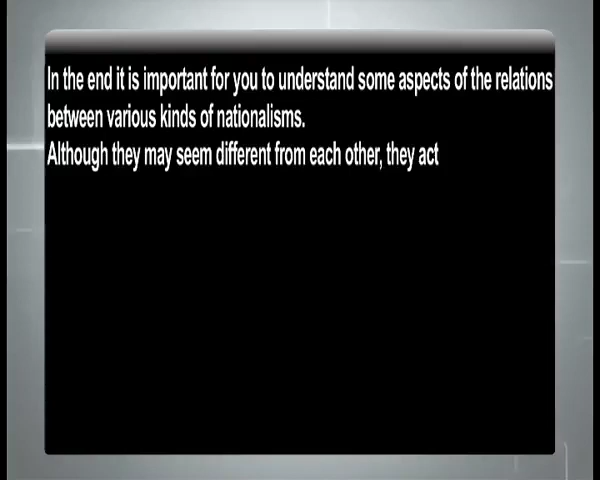 In the end it is important for you to understand some aspects of the relations
between various kinds of nationalisms.
Although they may seem different from each other, they act